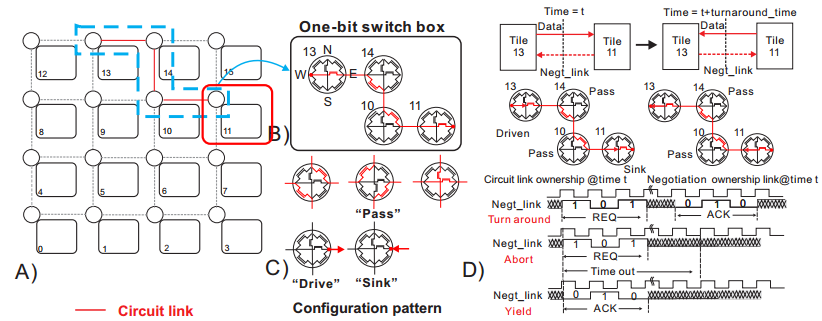 12
13
14
15
8
9
10
11
4
5
6
7
0
1
2
3
A)
Circuit link
One-bit switch box
13
N
14
W
E
S
10
11
B)
"Pass"
"Drive"
"Sink"
C)
Configuration pattern
Time = t
Data
Tile
13
Tile
11
Negt_link
Time = t+turnaround_time
Data
Tile
13
Tile
11
Negt_link
13
14
Pass
Driven
10
11
Pass
Sink
13
14
Pass
10
11
Pass
Circuit link ownership @time t
Negotiation ownership link@time t
Negt_link
1 0 1
0 1 0
Turn around
REQ
ACK
Negt_link
1 0 1
Abort
REQ
D)
Time out
Negt_link
0 1 0
Yield
ACK